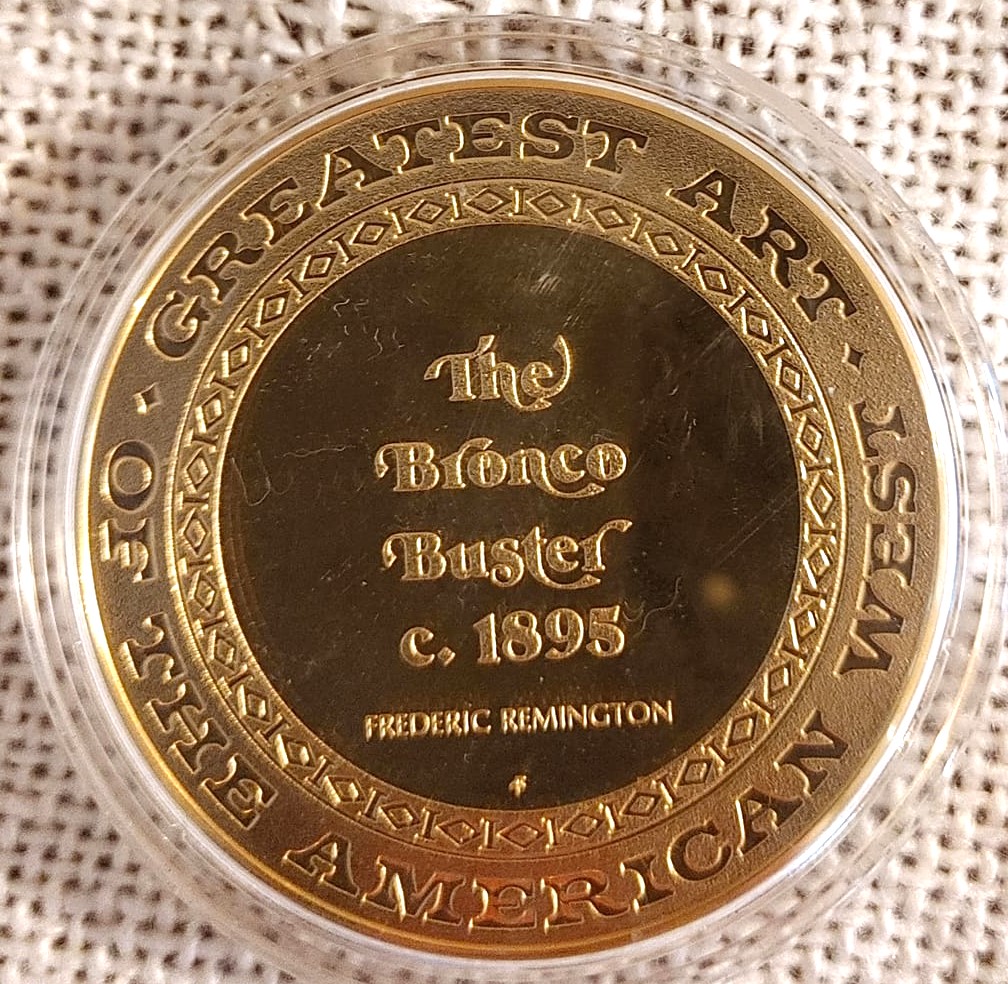 GREATEST ART · OF THE AMERICAN WEST ·
The
Bronco
Buster
c. 1895
FREDERIC REMINGTON